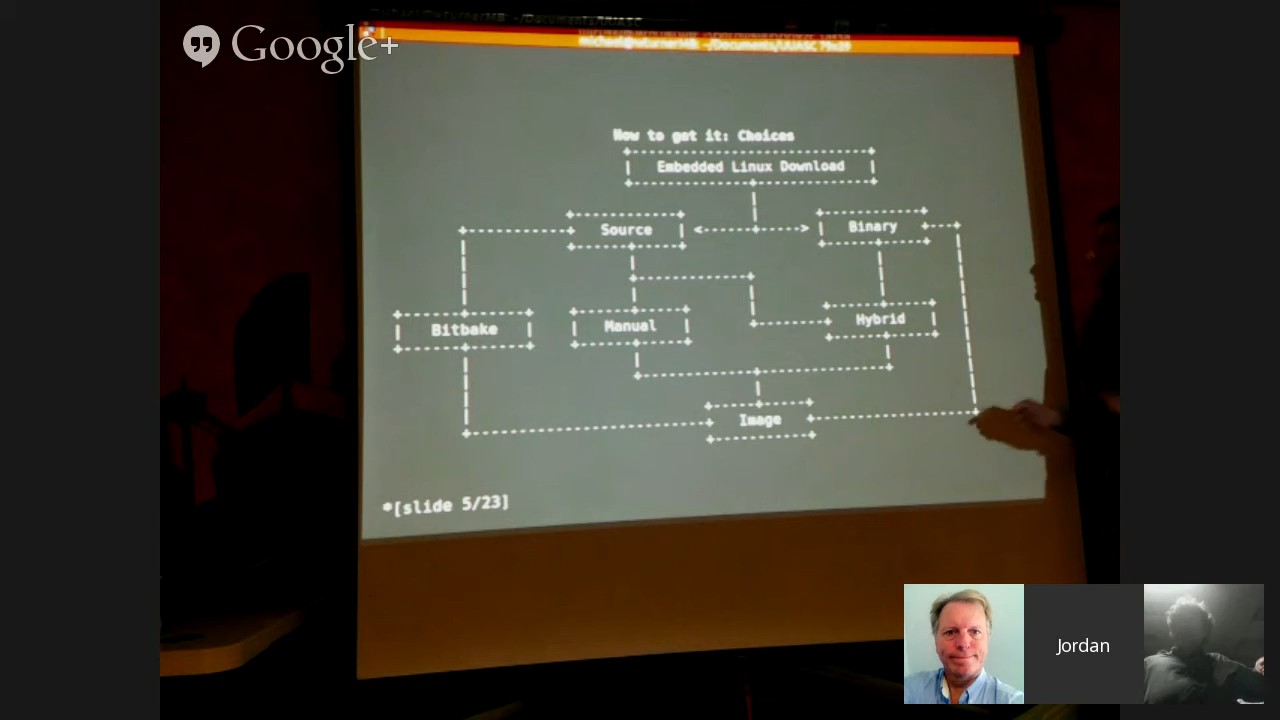 Google+
How to get it: Choices
Embedded Linux Download
Source
Binary
Bitbake
Manual
Hybrid
Image
*[slide 5/23]
Jordan